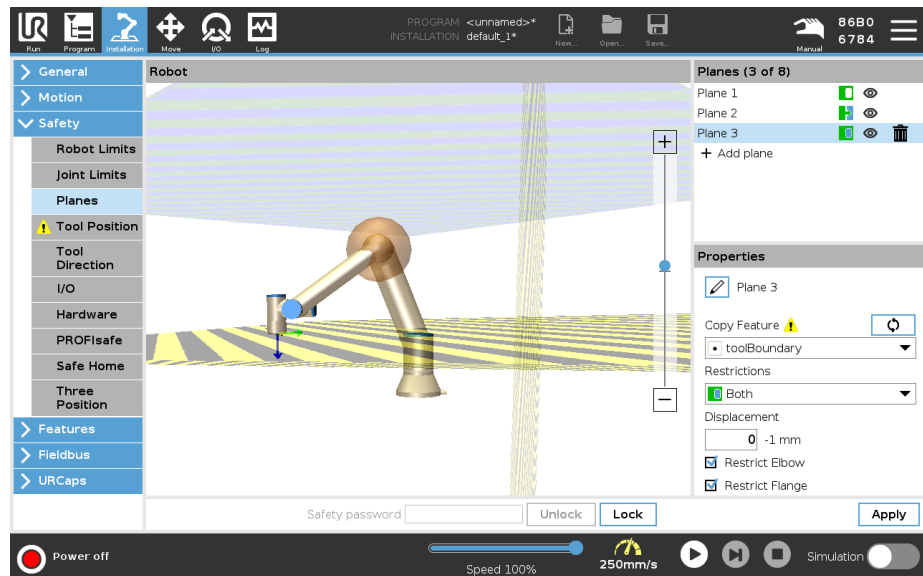 PROGRAM <unnamed>*
INSTALLATION default_1*
Run
Program
Installation
Move
I/O
Log
New...
Open...
Save...
Manual
86B0
6784
General
Motion
Safety
Robot Limits
Joint Limits
Planes
Tool Position
Tool
Direction
I/O
Hardware
PROFIsafe
Safe Home
Three
Position
Features
Fieldbus
URCaps
Robot
Planes (3 of 8)
Plane 1
Plane 2
Plane 3
+ Add plane
Properties
Plane 3
Copy Feature
toolBoundary
Restrictions
Both
Displacement
0 -1 mm
Restrict Elbow
Restrict Flange
Safety password
Unlock
Lock
Apply
Power off
Speed 100%
250mm/s
Simulation